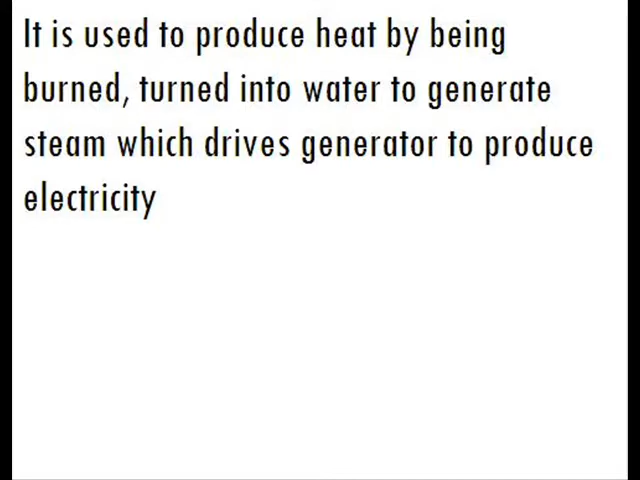 It is used to produce heat by being
burned, turned into water to generate
steam which drives generator to produce
electricity